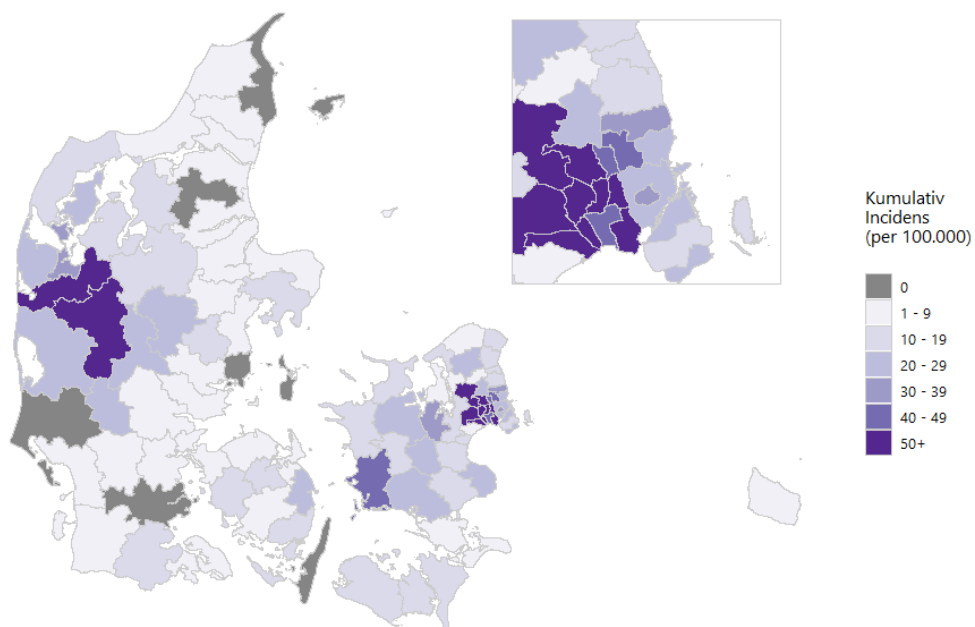 Kumulativ
Incidens
(per 100.000)
0
1 - 9
10 - 19
20 - 29
30 - 39
40 - 49
50+